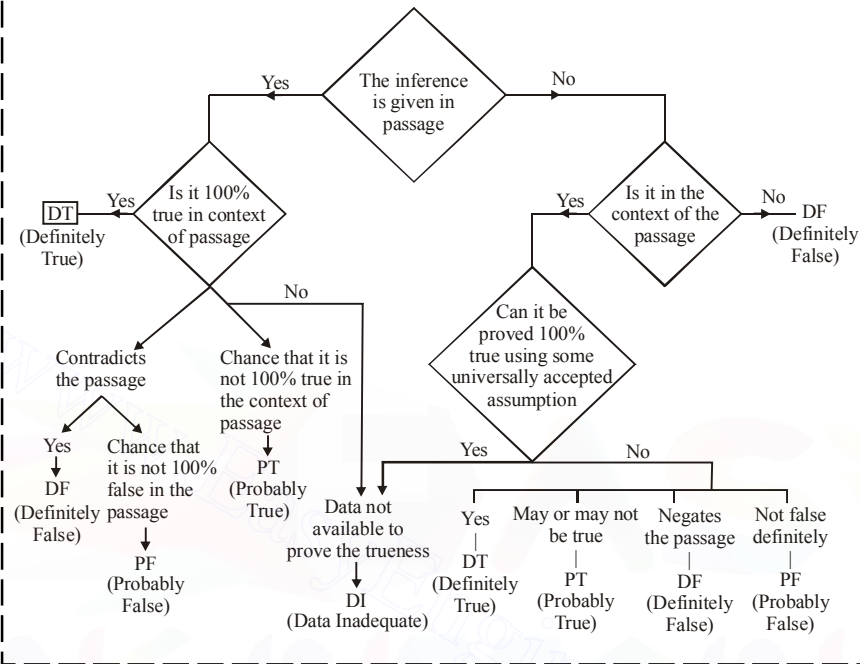 The inference
is given in
passage
Yes
No
Is it 100%
true in context
of passage
Yes
DT
(Definitely
True)
Is it in the
context of the
passage
Yes
No
DF
(Definitely
False)
No
Contradicts
the passage
Chance that it is
not 100% true in
the context of
passage
PT
(Probably
True)
Yes
DF
(Definitely
False)
Chance that
it is not 100%
false in the
passage
PF
(Probably
False)
Can it be
proved 100%
true using some
universally accepted
assumption
Yes
No
Data not
available to
prove the trueness
DI
(Data Inadequate)
Yes
DT
(Definitely
True)
May or may not
be true
PT
(Probably
True)
Negates
the passage
DF
(Definitely
False)
Not false
definitely
PF
(Probably
False)